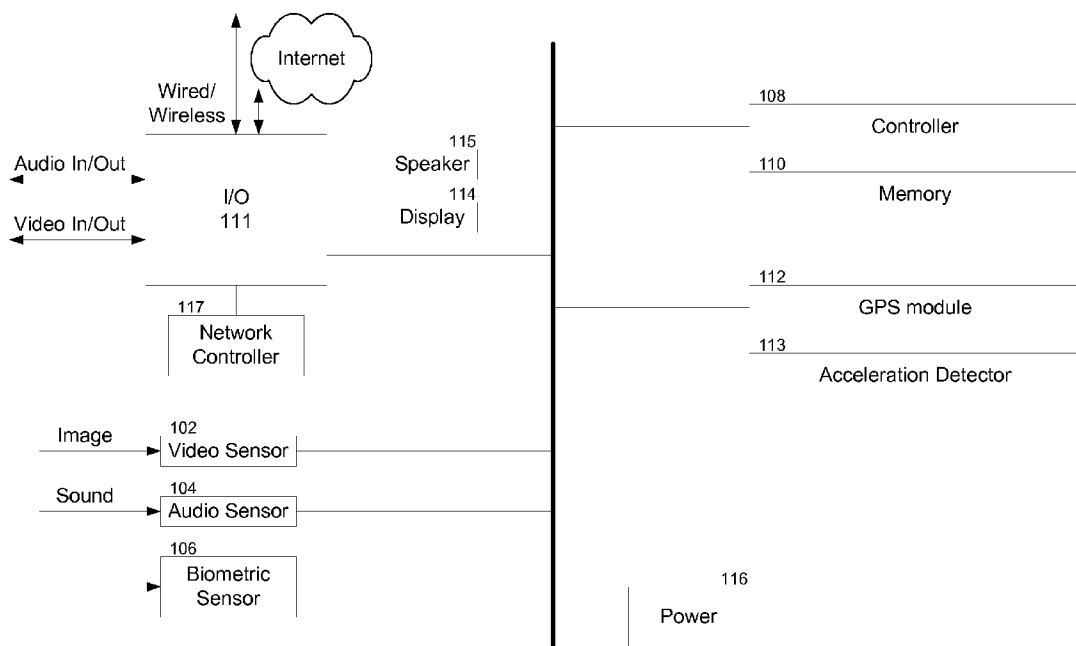 Internet
Wired/
Wireless
Audio In/Out
Video In/Out
I/O
111
115
Speaker
114
Display
117
Network
Controller
Image
102
Video Sensor
Sound
104
Audio Sensor
106
Biometric
Sensor
108
Controller
110
Memory
112
GPS module
113
Acceleration Detector
116
Power